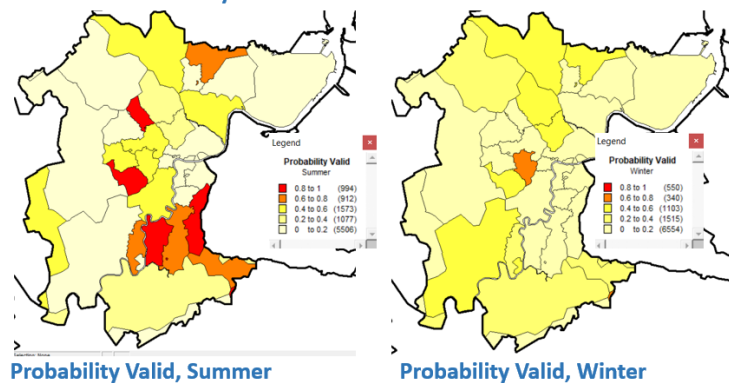 Legend
Probability Valid
Summer
0.8 to 1 (994)
0.6 to 0.8 (912)
0.4 to 0.6 (1573)
0.2 to 0.4 (1077)
0 to 0.2 (5506)
Legend
Probability Valid
Winter
0.8 to 1 (550)
0.6 to 0.8 (340)
0.4 to 0.6 (1103)
0.2 to 0.4 (1515)
0 to 0.2 (6554)
Probability Valid, Summer
Probability Valid, Winter